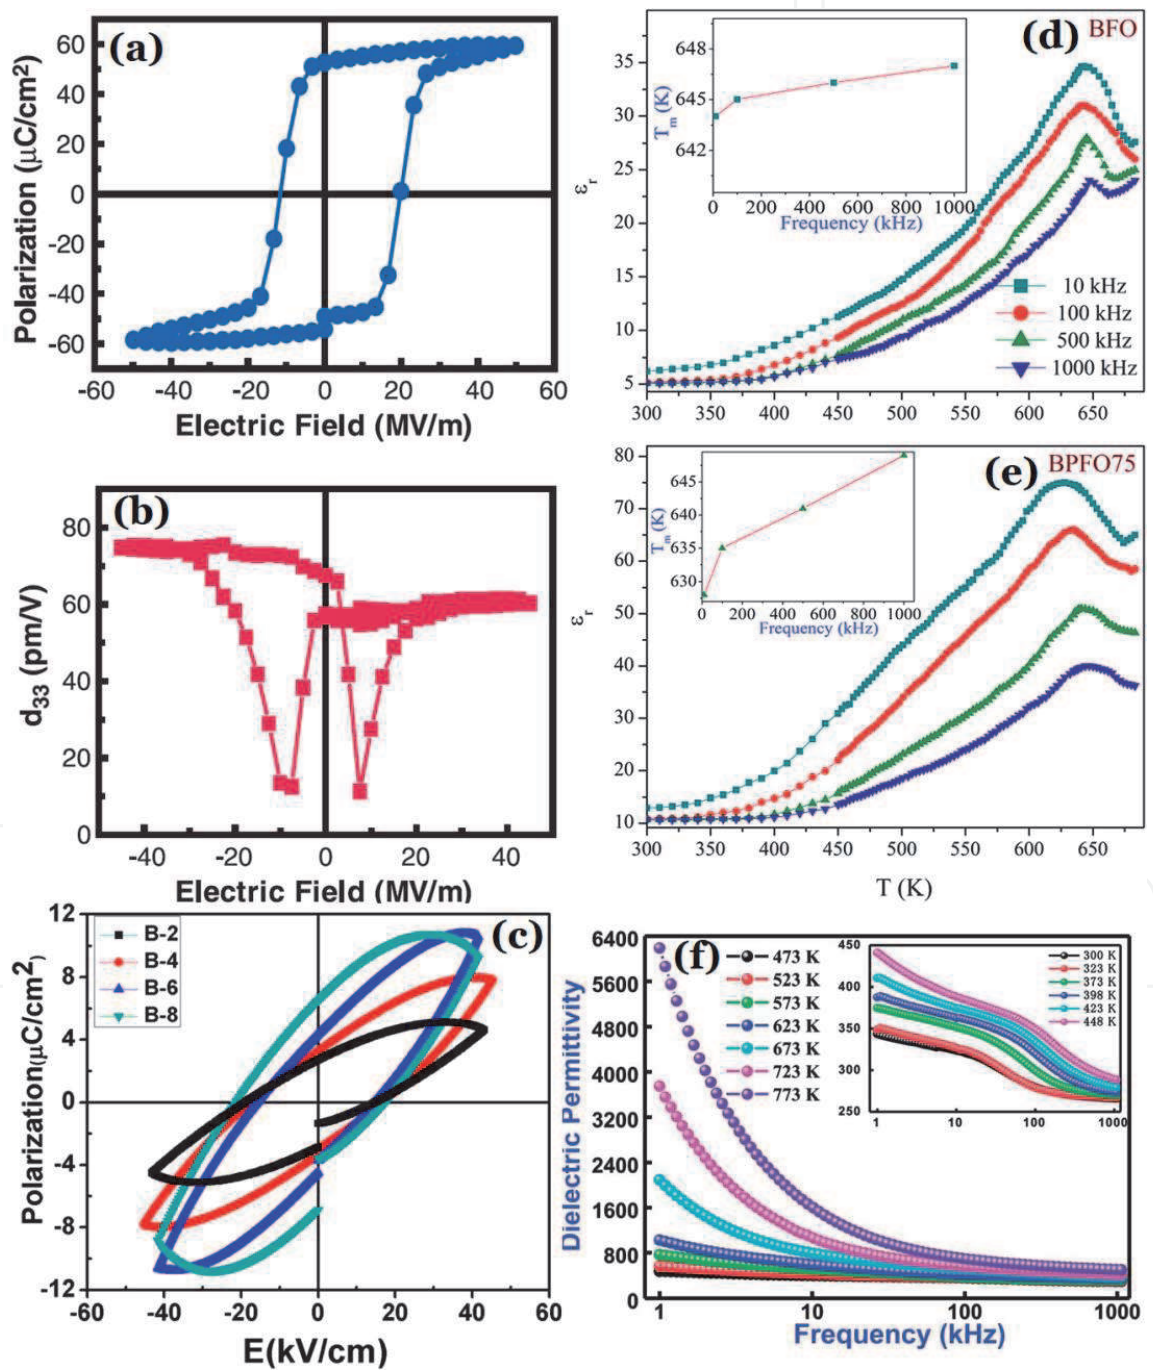 (a)
60
40
20
0
-20
-40
-60
-60 -40 -20 0 20 40 60
Polarization (μC/cm²)
Electric Field (MV/m)
(b)
80
60
40
20
0
-40 -20 0 20 40
d33 (pm/V)
Electric Field (MV/m)
(c)
B-2
B-4
B-6
B-8
12
8
4
0
-4
-8
-12
-60 -40 -20 0 20 40 60
Polarization(μC/cm²)
E(kV/cm)
(d) BFO
35
30
25
20
15
10
5
300 350 400 450 500 550 600 650
εr
10 kHz
100 kHz
500 kHz
1000 kHz
648
645
642
0 200 400 600 800 1000
Tm (K)
Frequency (kHz)
(e) BPFO75
80
70
60
50
40
30
20
10
300 350 400 450 500 550 600 650
εr
T (K)
645
640
635
630
0 200 400 600 800 1000
Tm (K)
Frequency (kHz)
(f)
6400
5600
4800
4000
3200
2400
1600
800
0
1 10 100 1000
Dielectric Permittivity
Frequency (kHz)
473 K
523 K
573 K
623 K
673 K
723 K
773 K
450
400
350
300
250
1 10 100 1000
300 K
323 K
373 K
398 K
423 K
448 K